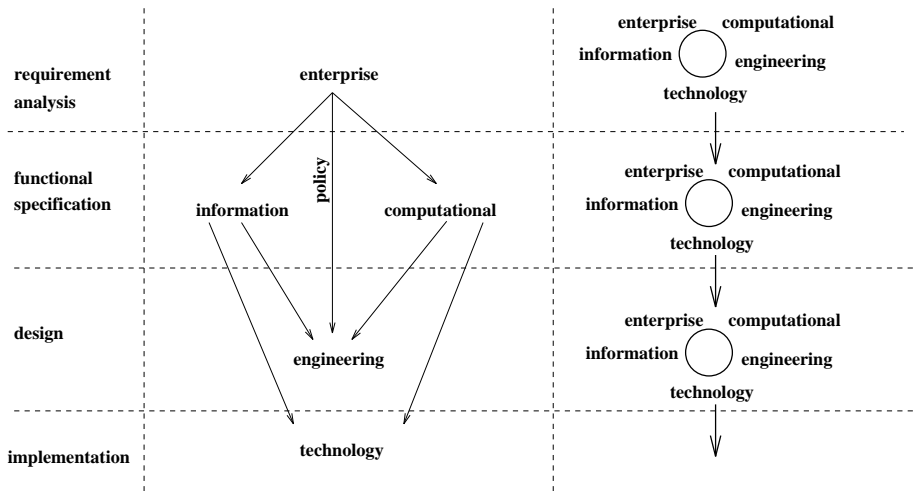 requirement
analysis
enterprise
enterprise computational
information
engineering
technology
functional
specification
policy
information
computational
enterprise computational
information
engineering
technology
design
engineering
enterprise computational
information
engineering
technology
implementation
technology